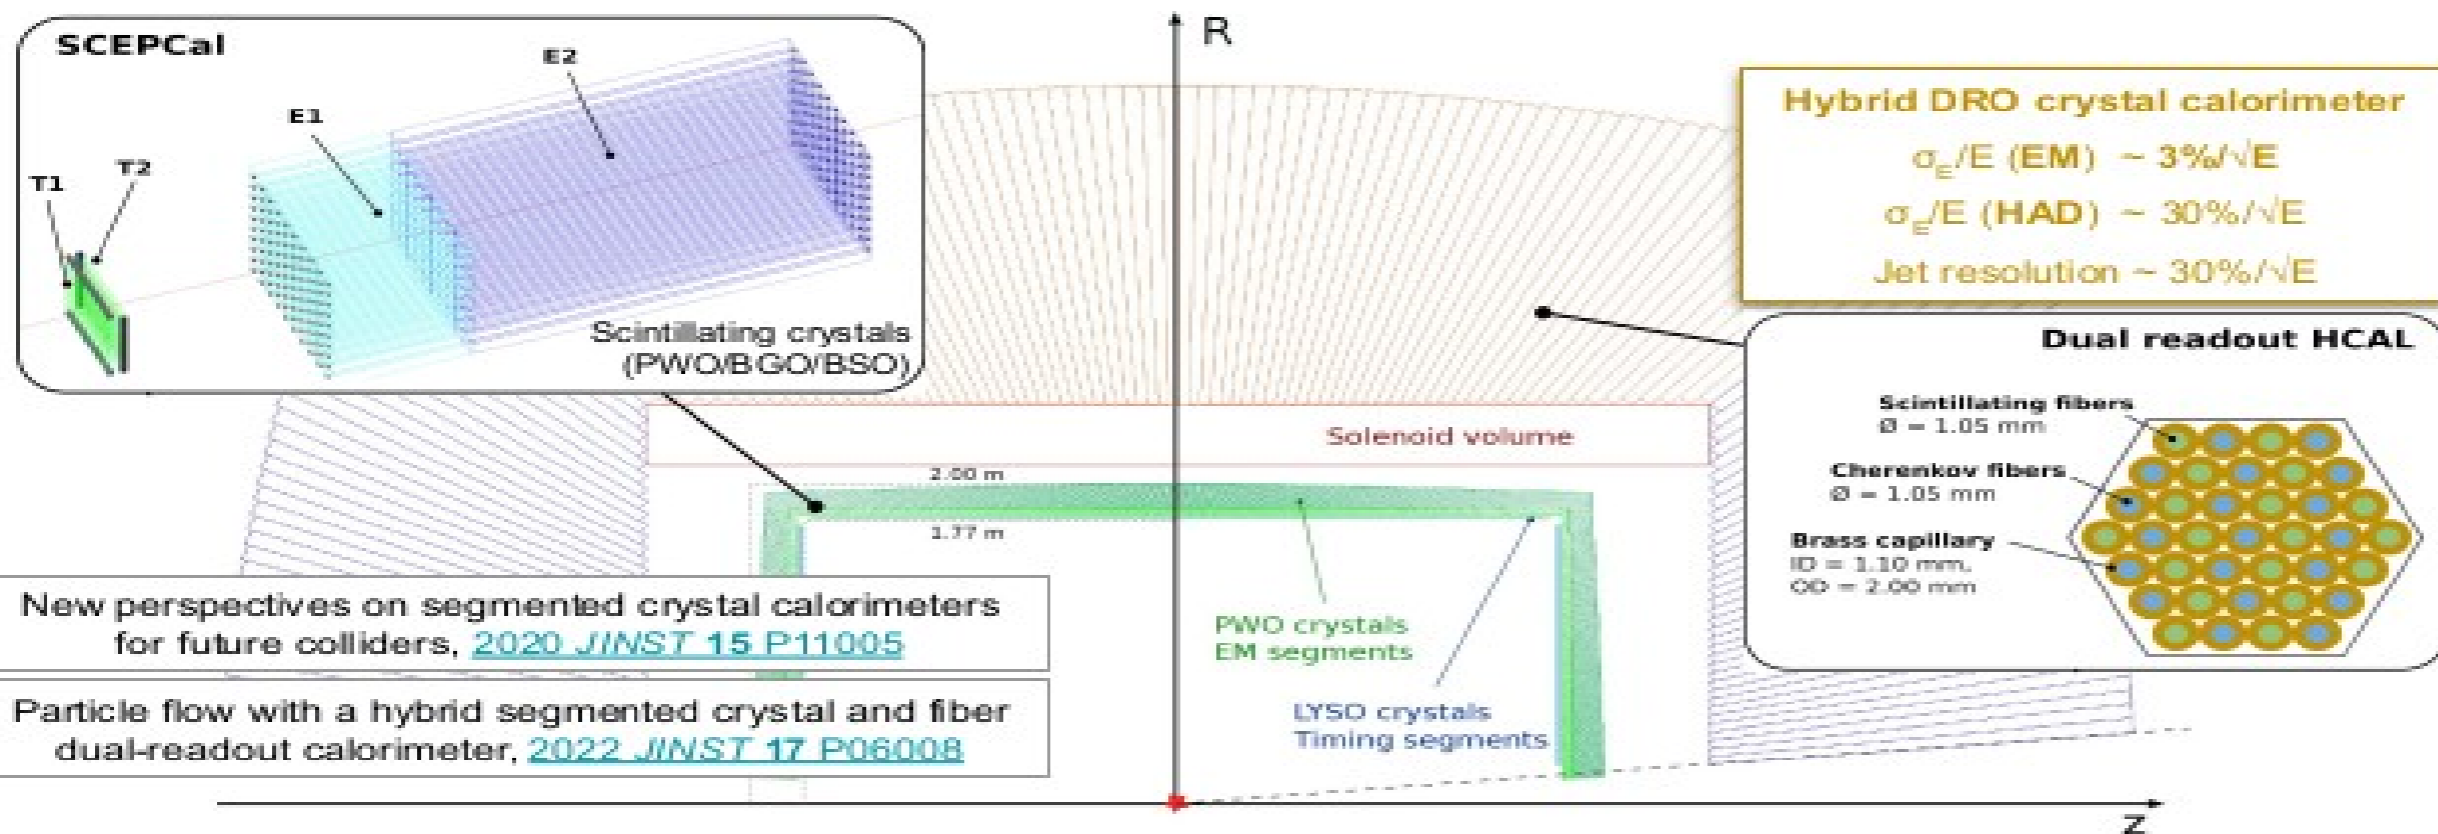 SCEPCal
E2
E1
T2
T1
Scintillating crystals
(PWO/BGO/BSO)
R
Hybrid DRO crystal calorimeter
σE/E (EM) ~ 3%/√E
σE/E (HAD) ~ 30%/√E
Jet resolution ~ 30%/√E
Dual readout HCAL
Scintillating fibers
Ø = 1.05 mm
Cherenkov fibers
Ø = 1.05 mm
Brass capillary
ID = 1.10 mm,
OD = 2.00 mm
Solenoid volume
2.00 m
1.77 m
PWO crystals
EM segments
LYSO crystals
Timing segments
New perspectives on segmented crystal calorimeters
for future colliders, 2020 JINST 15 P11005
Particle flow with a hybrid segmented crystal and fiber
dual-readout calorimeter, 2022 JINST 17 P06008
z